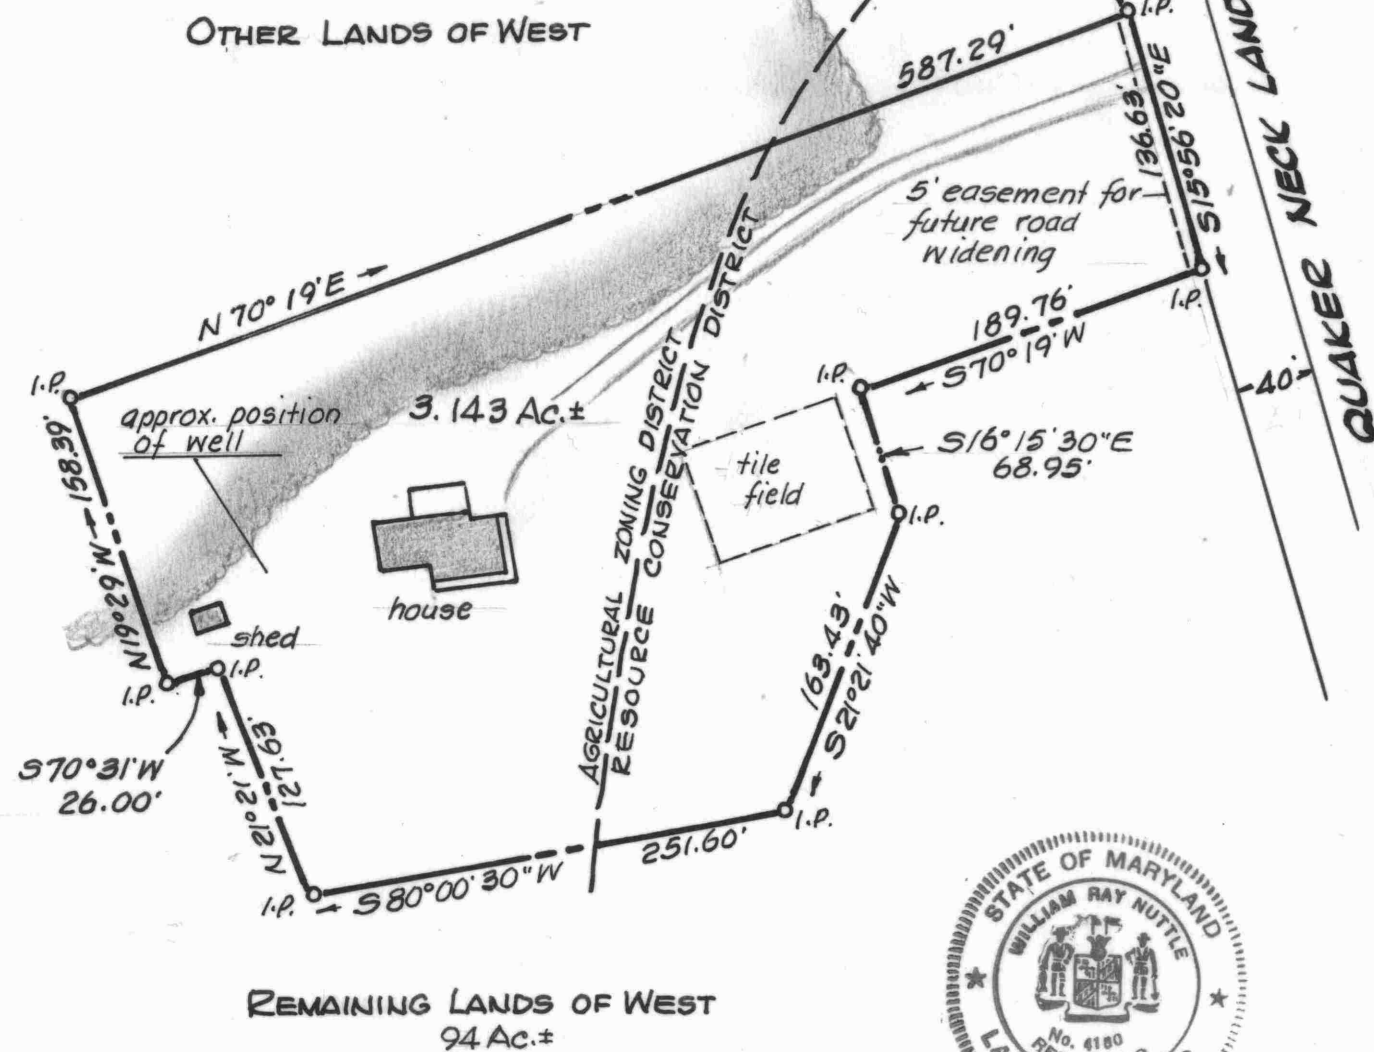 OTHER LANDS OF WEST
I.P.
587.29'
N 70° 19' E
136.63'
S15°56'20"E
QUAKER NECK LAND
5' easement for
future road
widening
I.P.
189.76'
S70°19'W
40'
I.P.
158.39'
N19°29'W
approx. position
of well
3.143 Ac.±
I.P.
S16°15'30"E
68.95'
tile
field
I.P.
AGRICULTURAL ZONING DISTRICT
RESOURCE CONSERVATION DISTRICT
house
shed
I.P.
I.P.
S70°31'W
26.00'
127.63'
N21°21'W
163.43'
S21°21'40"W
I.P.
251.60'
S80°00'30"W
I.P.
REMAINING LANDS OF WEST
94 Ac.±
STATE OF MARYLAND
WILLIAM RAY NUTTLE
No. 4180